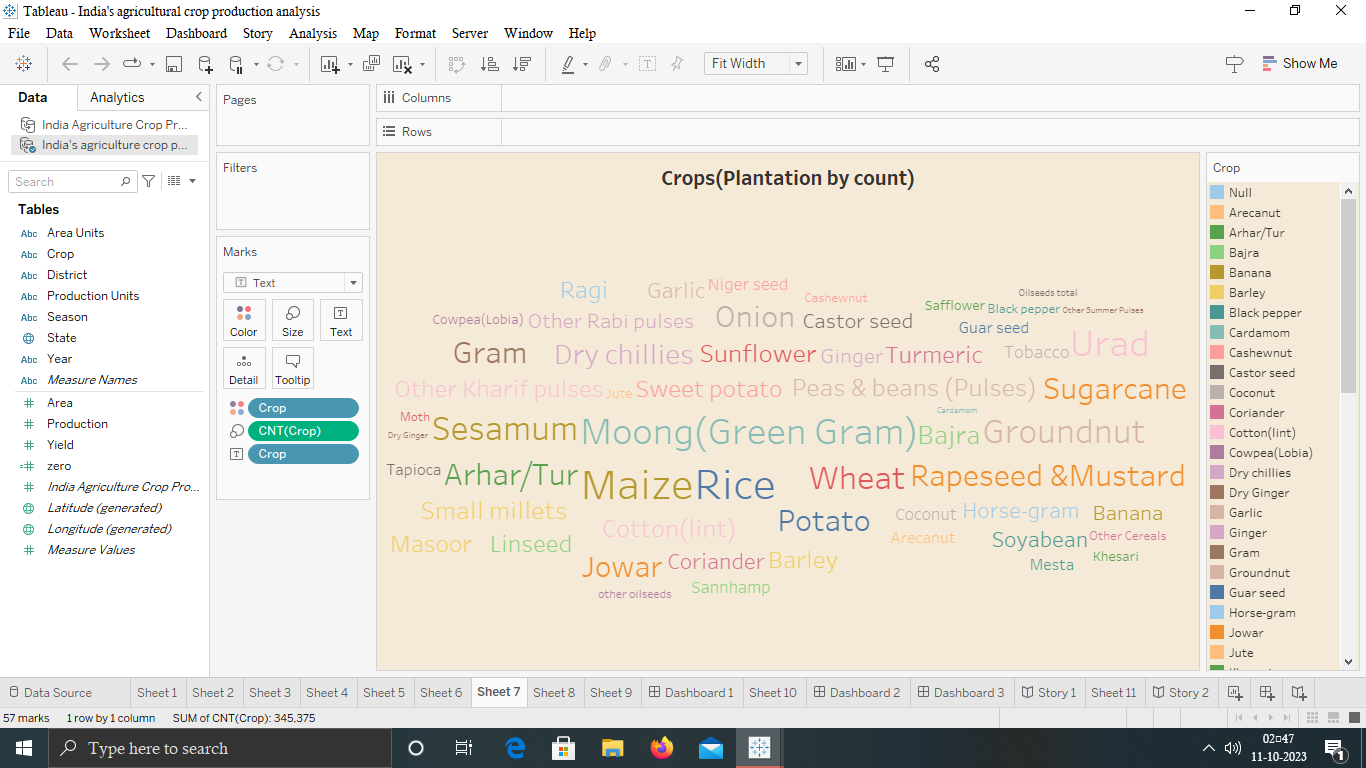 Tableau - India's agricultural crop production analysis
File Data Worksheet Dashboard Story Analysis Map Format Server Window Help
Fit Width
Show Me
Data Analytics
India Agriculture Crop Pr...
India's agriculture crop p...
Search
Tables
Abc Area Units
Abc Crop
Abc District
Abc Production Units
Abc Season
State
Abc Year
Abc Measure Names
Area
Production
Yield
zero
India Agriculture Crop Pro...
Latitude (generated)
Longitude (generated)
Measure Values
Pages
Filters
Marks
Text
Color Size Text
Detail Tooltip
Crop
CNT(Crop)
Crop
Columns
Rows
Crops(Plantation by count)
Ragi Garlic Niger seed Cashewnut Oilseeds total
Safflower Black pepper Other Summer Pulses
Cowpea(Lobia) Other Rabi pulses Onion Castor seed Guar seed
Gram Dry chillies Sunflower Ginger Turmeric Tobacco Urad
Other Kharif pulses Jute Sweet potato Peas & beans (Pulses) Sugarcane
Moth Cardamom
Dry Ginger Sesamum Moong(Green Gram) Bajra Groundnut
Tapioca Arhar/Tur Maize Rice Wheat Rapeseed &Mustard
Small millets Cotton(lint) Potato Coconut Horse-gram Banana
Masoor Linseed Arecanut Soyabean Other Cereals
Jowar Coriander Barley Mesta Khesari
other oilseeds Sannhamp
Crop
Null
Arecanut
Arhar/Tur
Bajra
Banana
Barley
Black pepper
Cardamom
Cashewnut
Castor seed
Coconut
Coriander
Cotton(lint)
Cowpea(Lobia)
Dry chillies
Dry Ginger
Garlic
Ginger
Gram
Groundnut
Guar seed
Horse-gram
Jowar
Jute
Data Source Sheet 1 Sheet 2 Sheet 3 Sheet 4 Sheet 5 Sheet 6 Sheet 7 Sheet 8 Sheet 9 Dashboard 1 Sheet 10 Dashboard 2 Dashboard 3 Story 1 Sheet 11 Story 2
57 marks 1 row by 1 column SUM of CNT(Crop): 345,375
Type here to search
02:47
11-10-2023
1